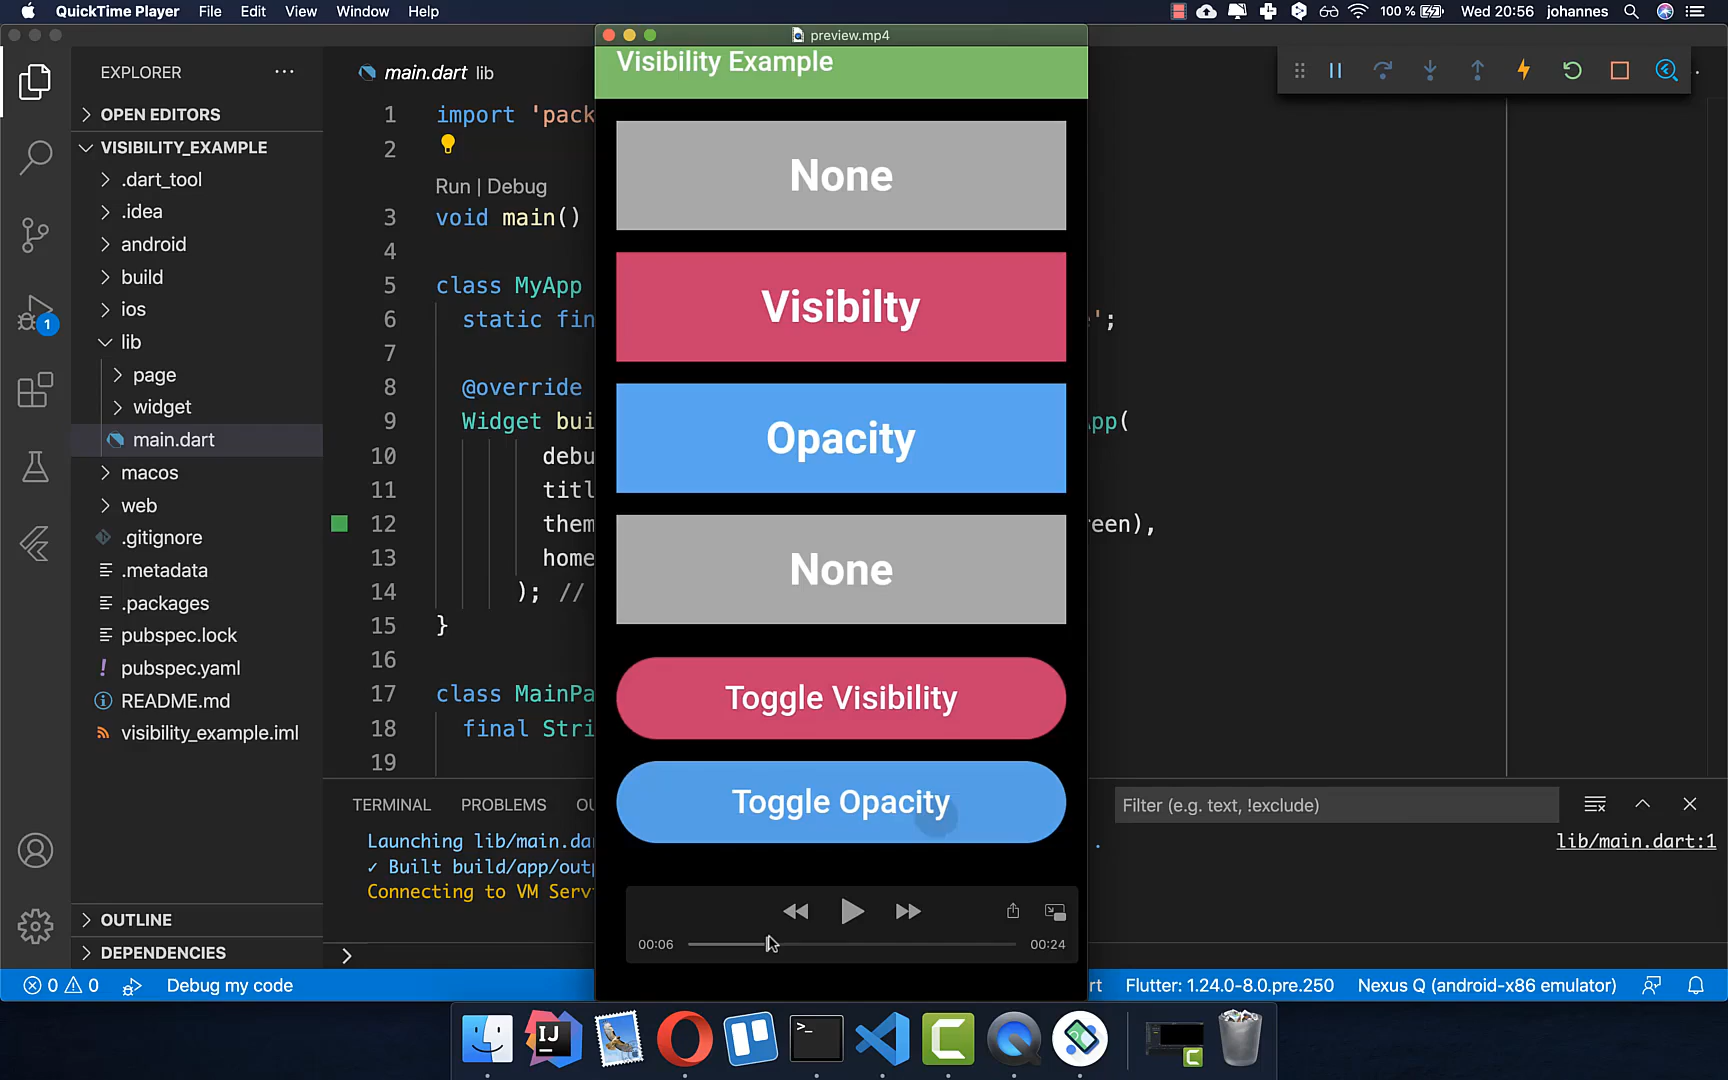 QuickTime Player File Edit View Window Help
100 % Wed 20:56 johannes
preview.mp4
EXPLORER
main.dart lib
Visibility Example
OPEN EDITORS
VISIBILITY_EXAMPLE
.dart_tool
.idea
android
build
ios
lib
page
widget
main.dart
macos
web
.gitignore
.metadata
.packages
pubspec.lock
pubspec.yaml
README.md
visibility_example.iml
OUTLINE
DEPENDENCIES
1
1 import 'pack
2
Run | Debug
3 void main()
4
5 class MyApp
6 static fin ';
7
8 @override
9 Widget bui pp(
10 debu
11 titl
12 them reen),
13 home
14 ); //
15 }
16
17 class MainPa
18 final Stri
19
None
Visibilty
Opacity
None
Toggle Visibility
Toggle Opacity
00:06 00:24
TERMINAL PROBLEMS OU
Filter (e.g. text, !exclude)
Launching lib/main.da .
lib/main.dart:1
✓ Built build/app/outp
Connecting to VM Serv
0 0 Debug my code
rt Flutter: 1.24.0-8.0.pre.250 Nexus Q (android-x86 emulator)
IJ
>_
C
C